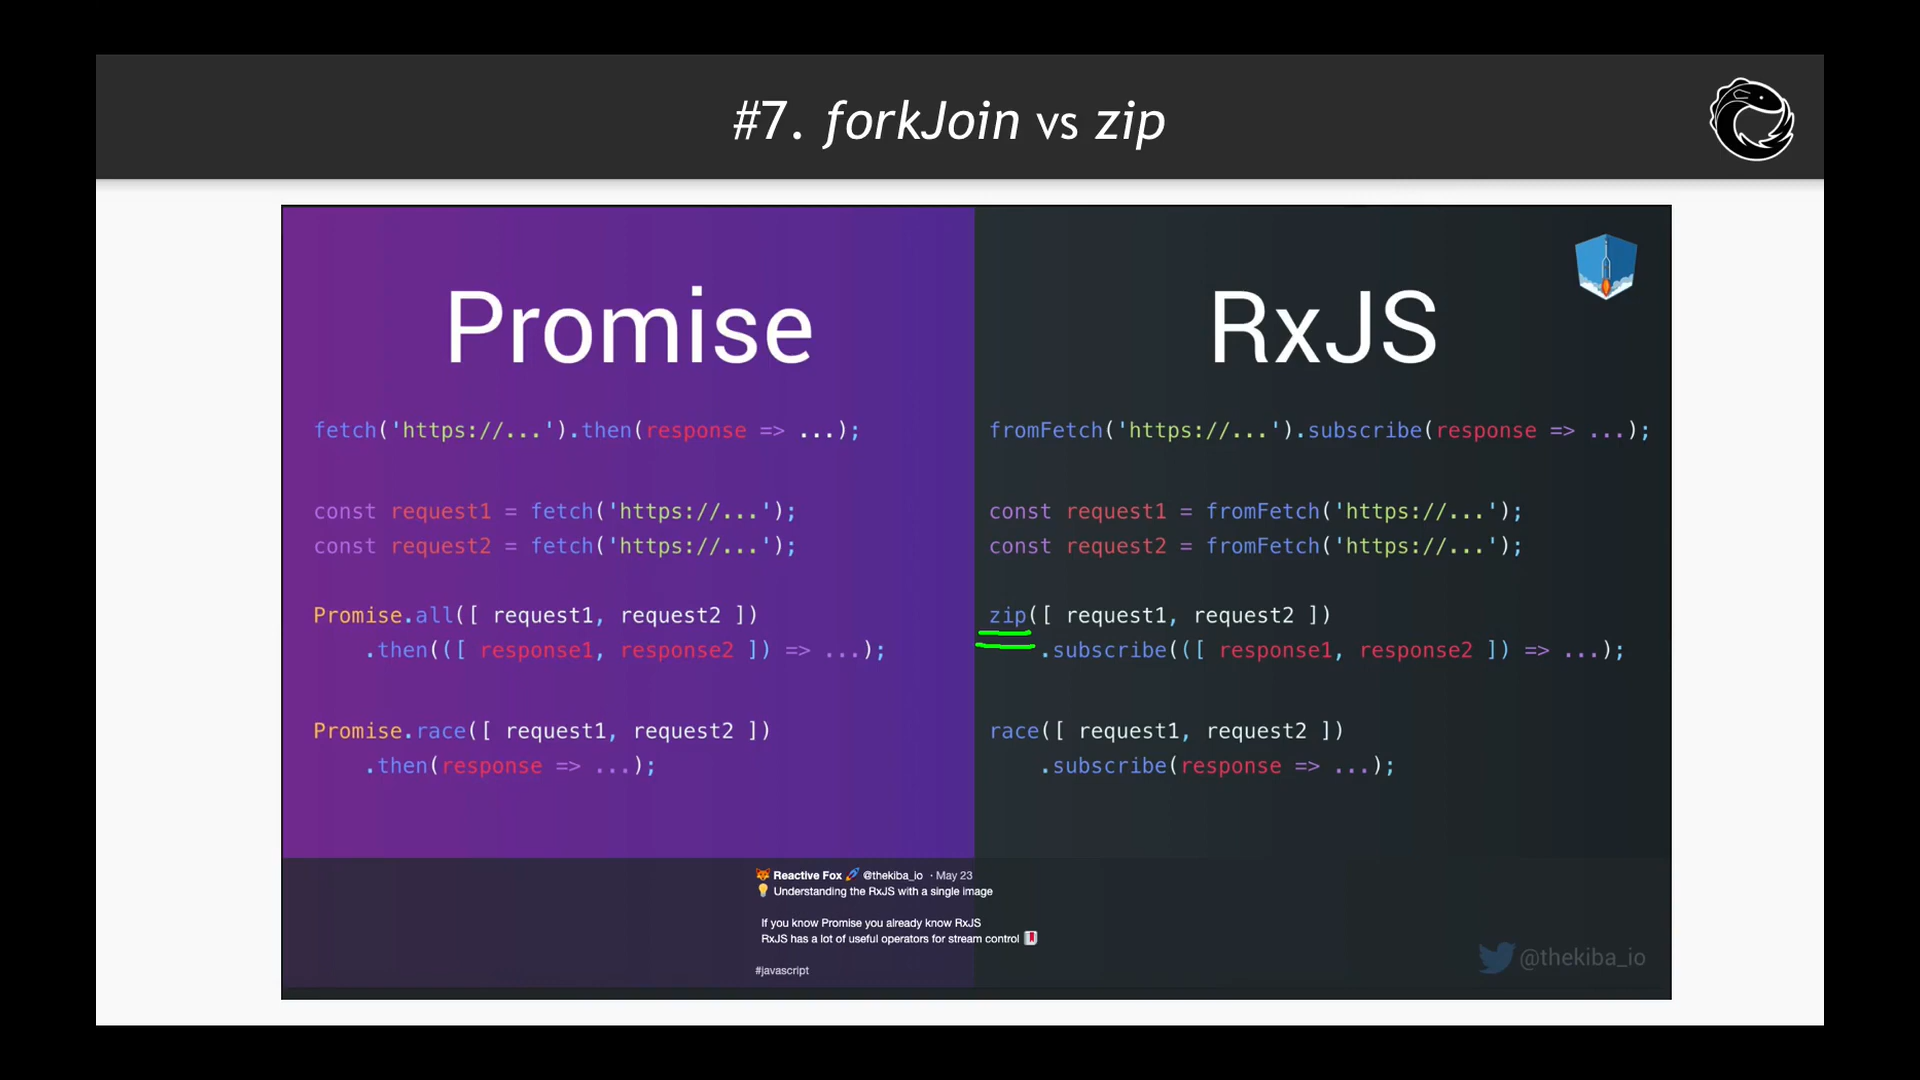 #7. forkJoin vs zip
Promise
fetch('https://...').then(response => ...);
const request1 = fetch('https://...');
const request2 = fetch('https://...');
Promise.all([ request1, request2 ])
.then(([ response1, response2 ]) => ...);
Promise.race([ request1, request2 ])
.then(response => ...);
RxJS
fromFetch('https://...').subscribe(response => ...);
const request1 = fromFetch('https://...');
const request2 = fromFetch('https://...');
zip([ request1, request2 ])
.subscribe(([ response1, response2 ]) => ...);
race([ request1, request2 ])
.subscribe(response => ...);
Reactive Fox 🚀 @thekiba_io · May 23
Understanding the RxJS with a single image
If you know Promise you already know RxJS
RxJS has a lot of useful operators for stream control
#javascript
@thekiba_io